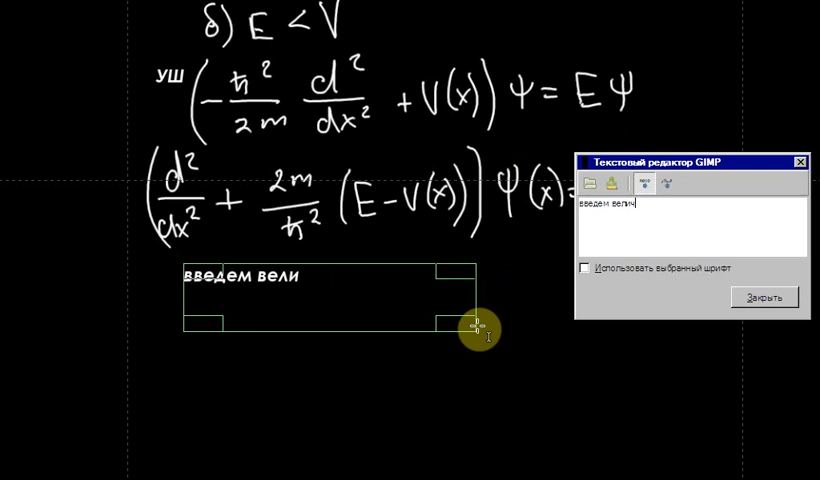 б) E < V
УШ (-ħ²/2m d²/dx² + V(x)) ψ = E ψ
(d²/dx² + 2m/ħ² (E - V(x))) ψ(x) =
Текстовый редактор GIMP
введем велич
Использовать выбранный шрифт
Закрыть
введем вели